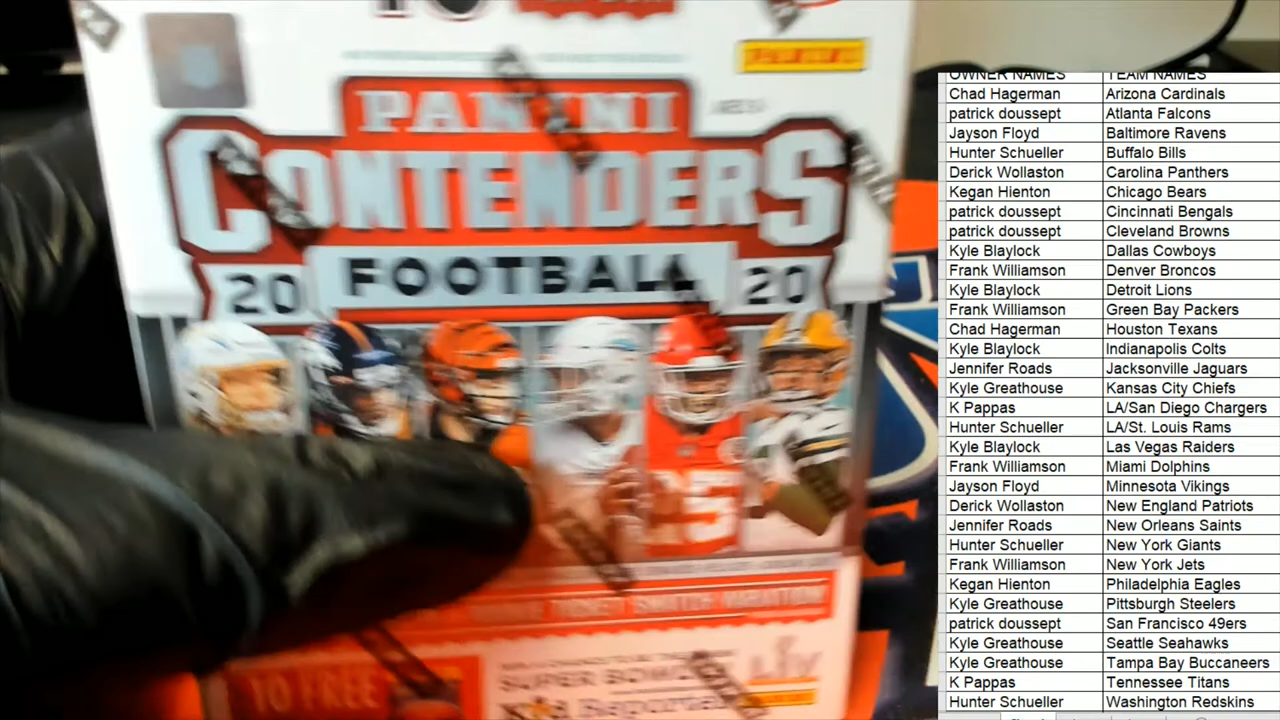 PANINI
PANINI
CONTENDERS
20 FOOTBALL 20
SUPER BOWL
LIV
OWNER NAMES TEAM NAMES
Chad Hagerman Arizona Cardinals
patrick doussept Atlanta Falcons
Jayson Floyd Baltimore Ravens
Hunter Schueller Buffalo Bills
Derick Wollaston Carolina Panthers
Kegan Hienton Chicago Bears
patrick doussept Cincinnati Bengals
patrick doussept Cleveland Browns
Kyle Blaylock Dallas Cowboys
Frank Williamson Denver Broncos
Kyle Blaylock Detroit Lions
Frank Williamson Green Bay Packers
Chad Hagerman Houston Texans
Kyle Blaylock Indianapolis Colts
Jennifer Roads Jacksonville Jaguars
Kyle Greathouse Kansas City Chiefs
K Pappas LA/San Diego Chargers
Hunter Schueller LA/St. Louis Rams
Kyle Blaylock Las Vegas Raiders
Frank Williamson Miami Dolphins
Jayson Floyd Minnesota Vikings
Derick Wollaston New England Patriots
Jennifer Roads New Orleans Saints
Hunter Schueller New York Giants
Frank Williamson New York Jets
Kegan Hienton Philadelphia Eagles
Kyle Greathouse Pittsburgh Steelers
patrick doussept San Francisco 49ers
Kyle Greathouse Seattle Seahawks
Kyle Greathouse Tampa Bay Buccaneers
K Pappas Tennessee Titans
Hunter Schueller Washington Redskins